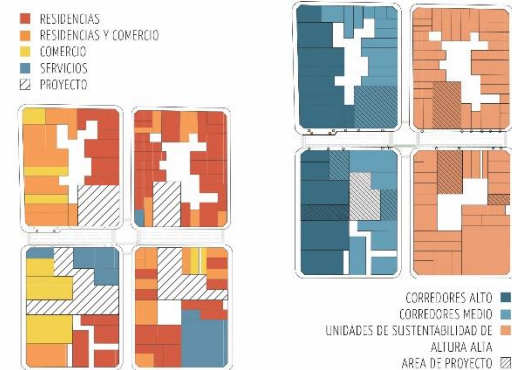 RESIDENCIAS
RESIDENCIAS Y COMERCIO
COMERCIO
SERVICIOS
PROYECTO
CORREDORES ALTO
CORREDORES MEDIO
UNIDADES DE SUSTENTABILIDAD DE
ALTURA ALTA
AREA DE PROYECTO